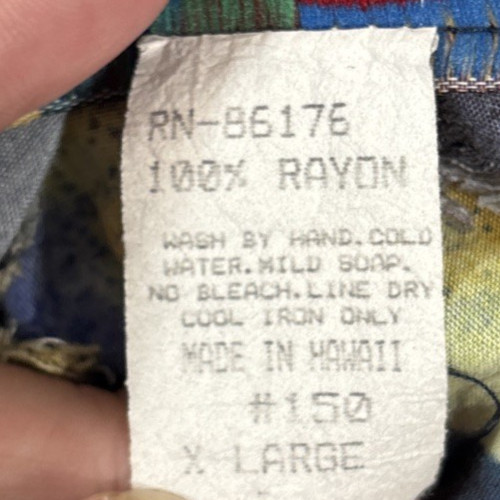 RN-86176
100% RAYON
WASH BY HAND.COLD
WATER.MILD SOAP.
NO BLEACH.LINE DRY
COOL IRON ONLY
MADE IN HAWAII
#150
X LARGE